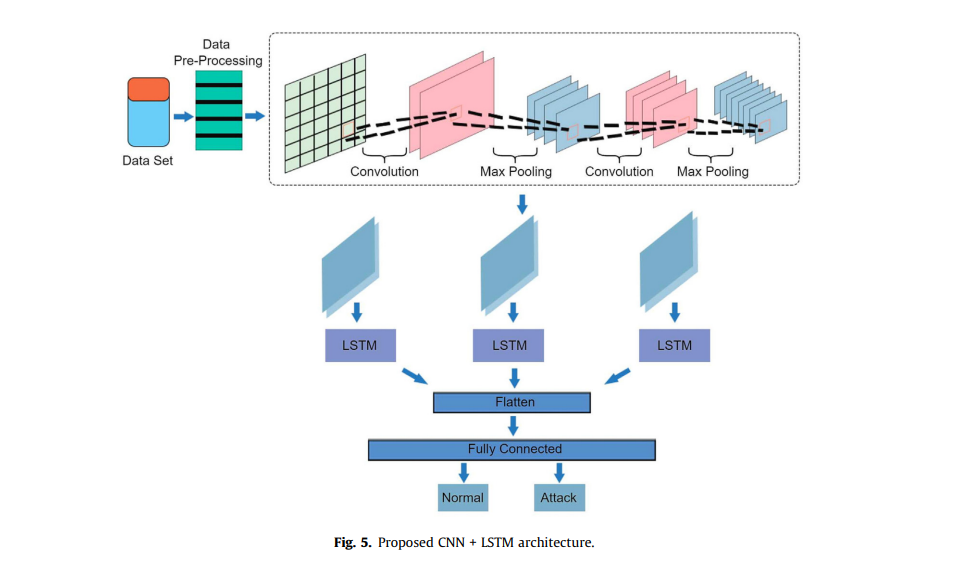 Data
Pre-Processing
Data Set
Convolution
Max Pooling
Convolution
Max Pooling
LSTM
LSTM
LSTM
Flatten
Fully Connected
Normal
Attack
Fig. 5. Proposed CNN + LSTM architecture.